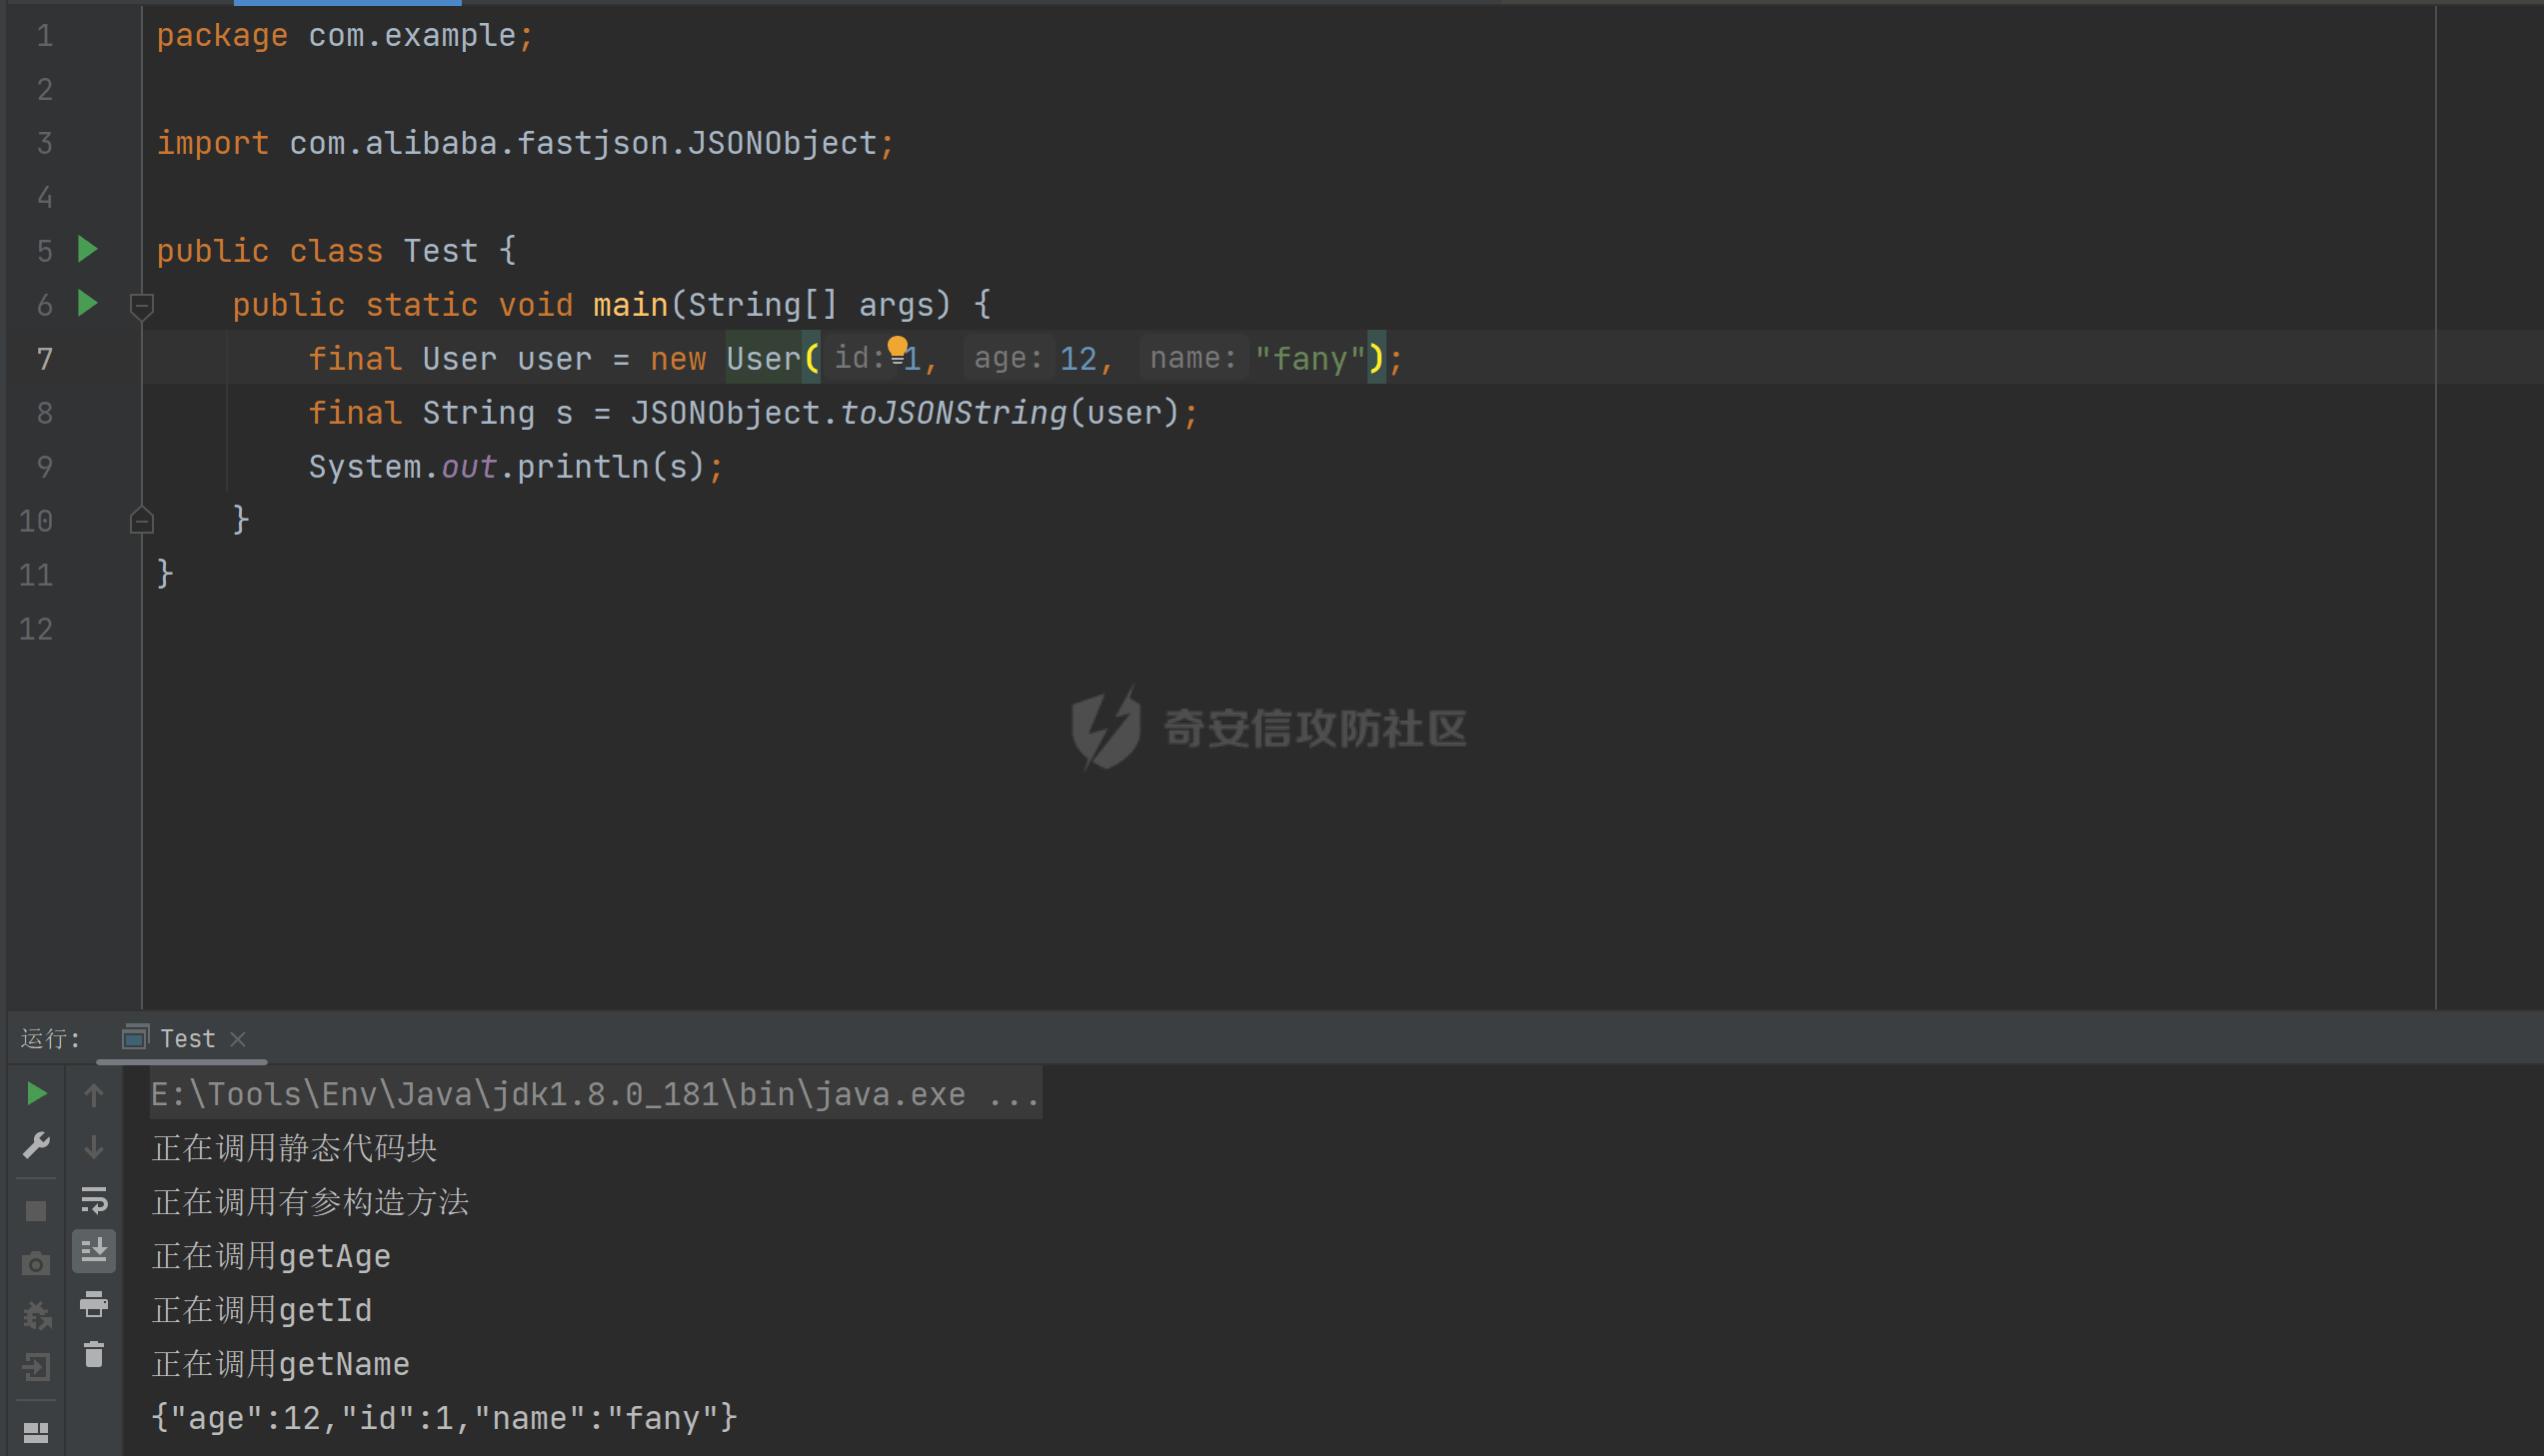 1 package com.example;
2
3 import com.alibaba.fastjson.JSONObject;
4
5 public class Test {
6 public static void main(String[] args) {
7 final User user = new User( id: 1, age: 12, name: "fany");
8 final String s = JSONObject.toJSONString(user);
9 System.out.println(s);
10 }
11 }
12
奇安信攻防社区
运行: Test
E:\Tools\Env\Java\jdk1.8.0_181\bin\java.exe ...
正在调用静态代码块
正在调用有参构造方法
正在调用getAge
正在调用getId
正在调用getName
{"age":12,"id":1,"name":"fany"}